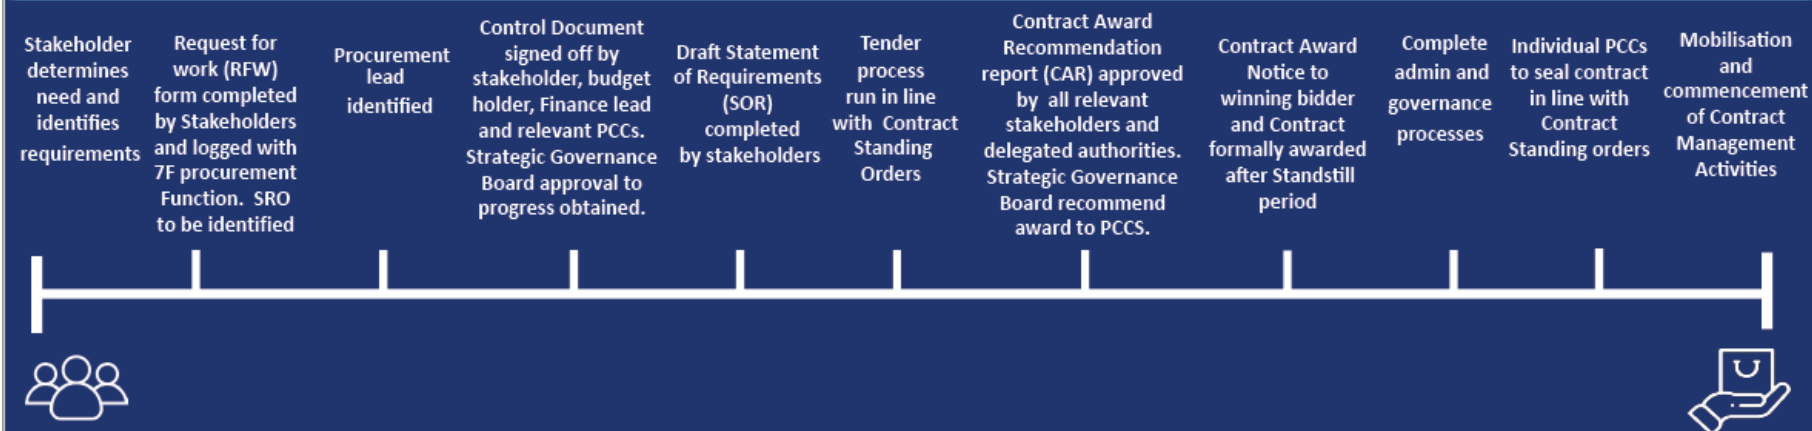 Stakeholder
determines
need and
identifies
requirements
Request for
work (RFW)
form completed
by Stakeholders
and logged with
7F procurement
Function. SRO
to be identified
Procurement
lead
identified
Control Document
signed off by
stakeholder, budget
holder, Finance lead
and relevant PCCs.
Strategic Governance
Board approval to
progress obtained.
Draft Statement
of Requirements
(SOR)
completed
by stakeholders
Tender
process
run in line
with Contract
Standing
Orders
Contract Award
Recommendation
report (CAR) approved
by all relevant
stakeholders and
delegated authorities.
Strategic Governance
Board recommend
award to PCCS.
Contract Award
Notice to
winning bidder
and Contract
formally awarded
after Standstill
period
Complete
admin and
governance
processes
Individual PCCs
to seal contract
in line with
Contract
Standing orders
Mobilisation
and
commencement
of Contract
Management
Activities